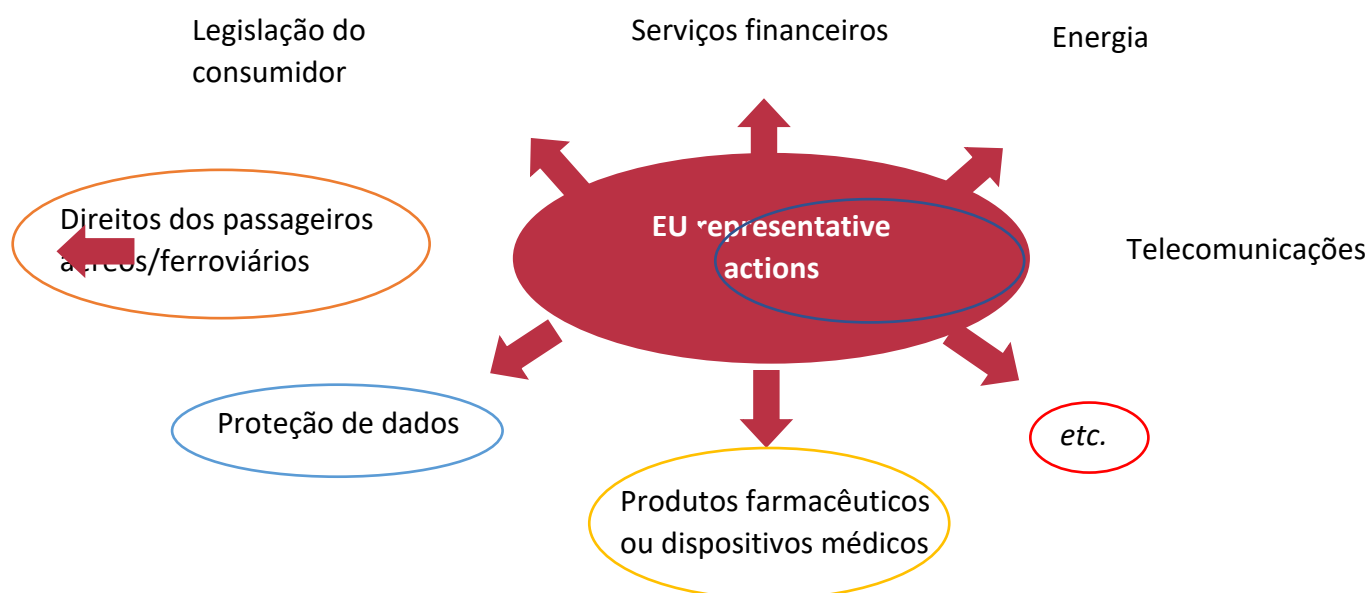 Legislação do
consumidor
Serviços financeiros
Energia
Direitos dos passageiros
aéreos/ferroviários
EU representative
actions
Telecomunicações
Proteção de dados
etc.
Produtos farmacêuticos
ou dispositivos médicos